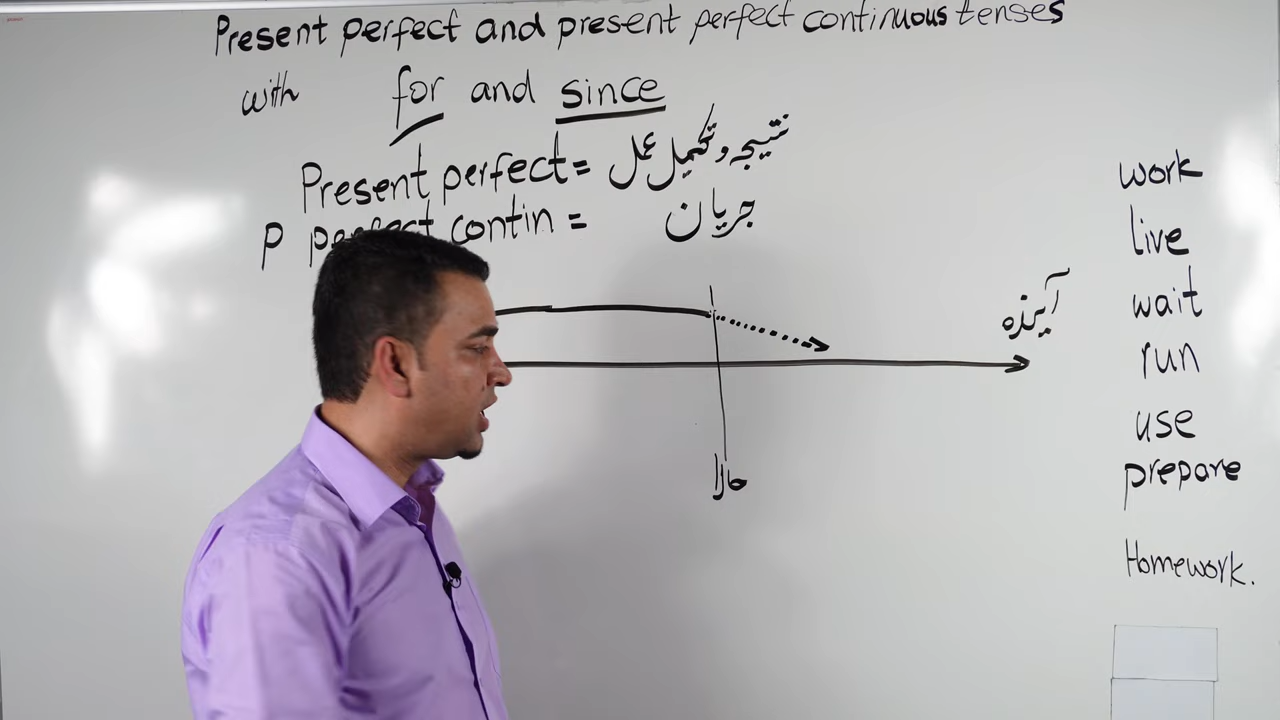 Present perfect and present perfect continuous tenses
with for and since
Present perfect = نتیجه و تکمیل عمل
P perfect contin = جریان
آینده
حالا
work
live
wait
run
use
prepare
Homework.